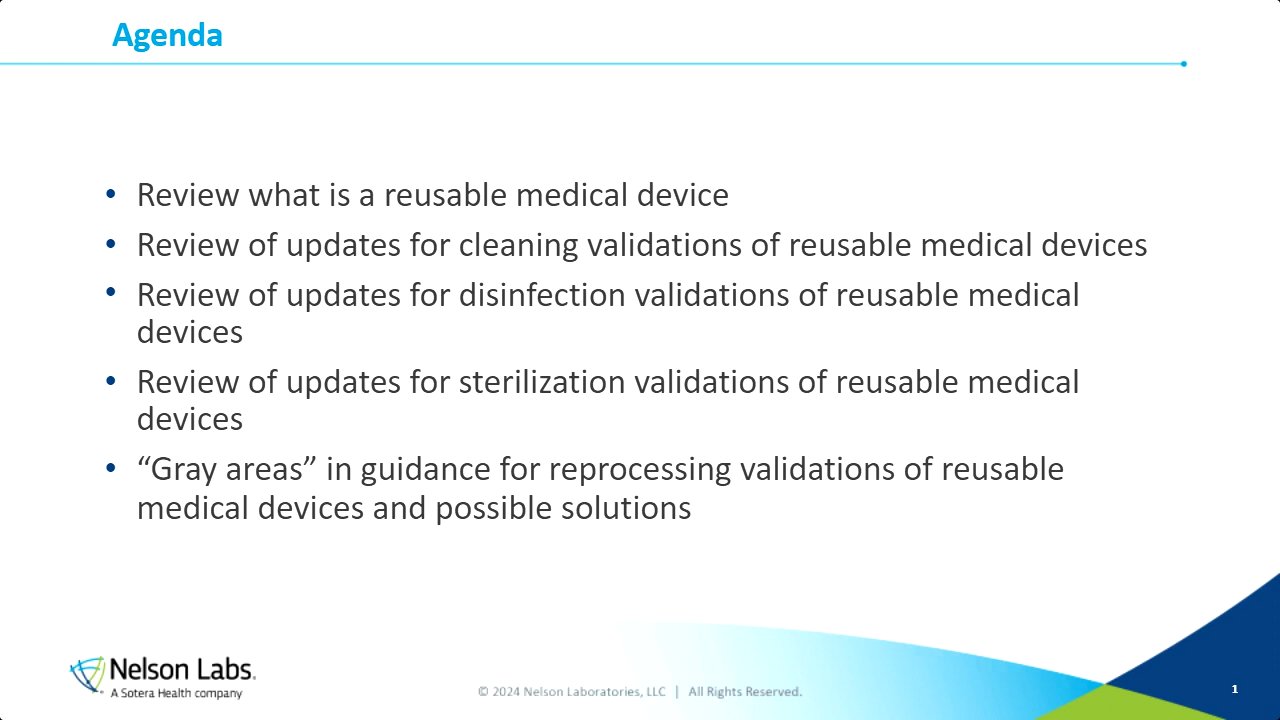 Agenda
• Review what is a reusable medical device
• Review of updates for cleaning validations of reusable medical devices
• Review of updates for disinfection validations of reusable medical
devices
• Review of updates for sterilization validations of reusable medical
devices
• “Gray areas” in guidance for reprocessing validations of reusable
medical devices and possible solutions
Nelson Labs.
A Sotera Health company
© 2024 Nelson Laboratories, LLC | All Rights Reserved.
1